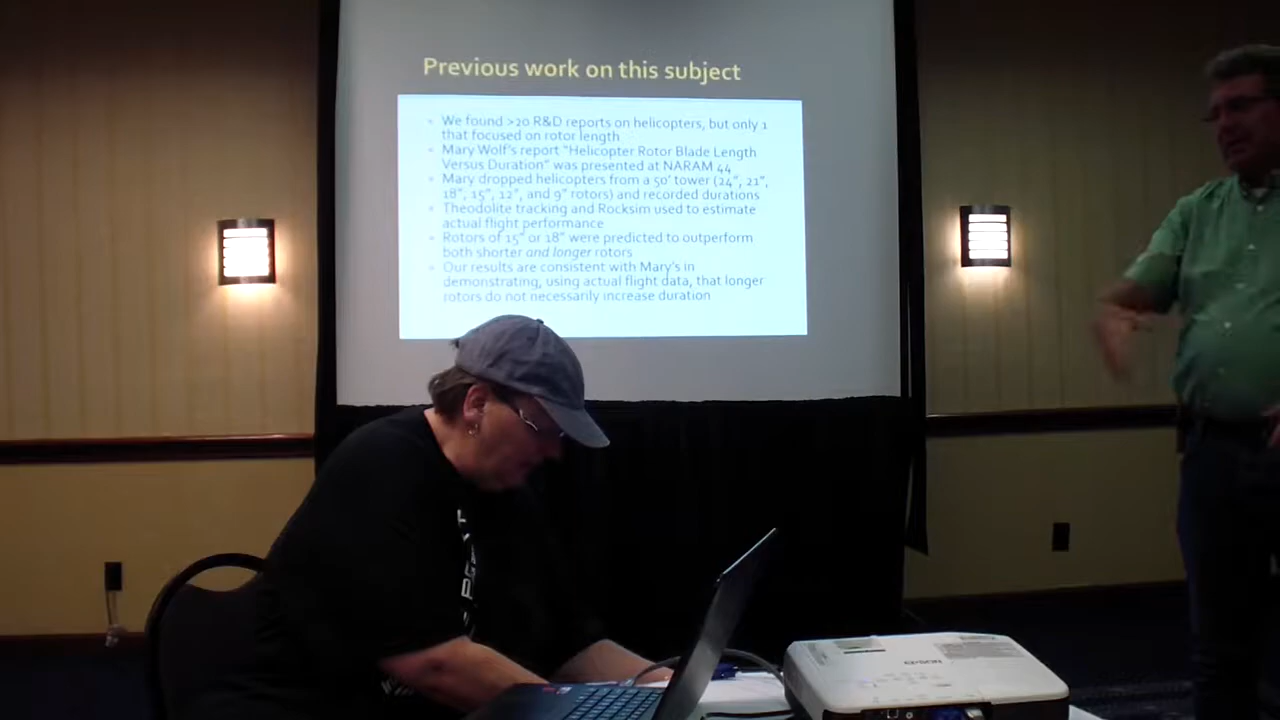 Previous work on this subject
We found >20 R&D reports on helicopters, but only 1
that focused on rotor length
Mary Wolf's report "Helicopter Rotor Blade Length
Versus Duration" was presented at NARAM 44
Mary dropped helicopters from a 50' tower (24", 21",
18", 15", 12", and 9" rotors) and recorded durations
Theodolite tracking and Rocksim used to estimate
actual flight performance
Rotors of 15" or 18" were predicted to outperform
both shorter and longer rotors
Our results are consistent with Mary's in
demonstrating, using actual flight data, that longer
rotors do not necessarily increase duration
EPSON